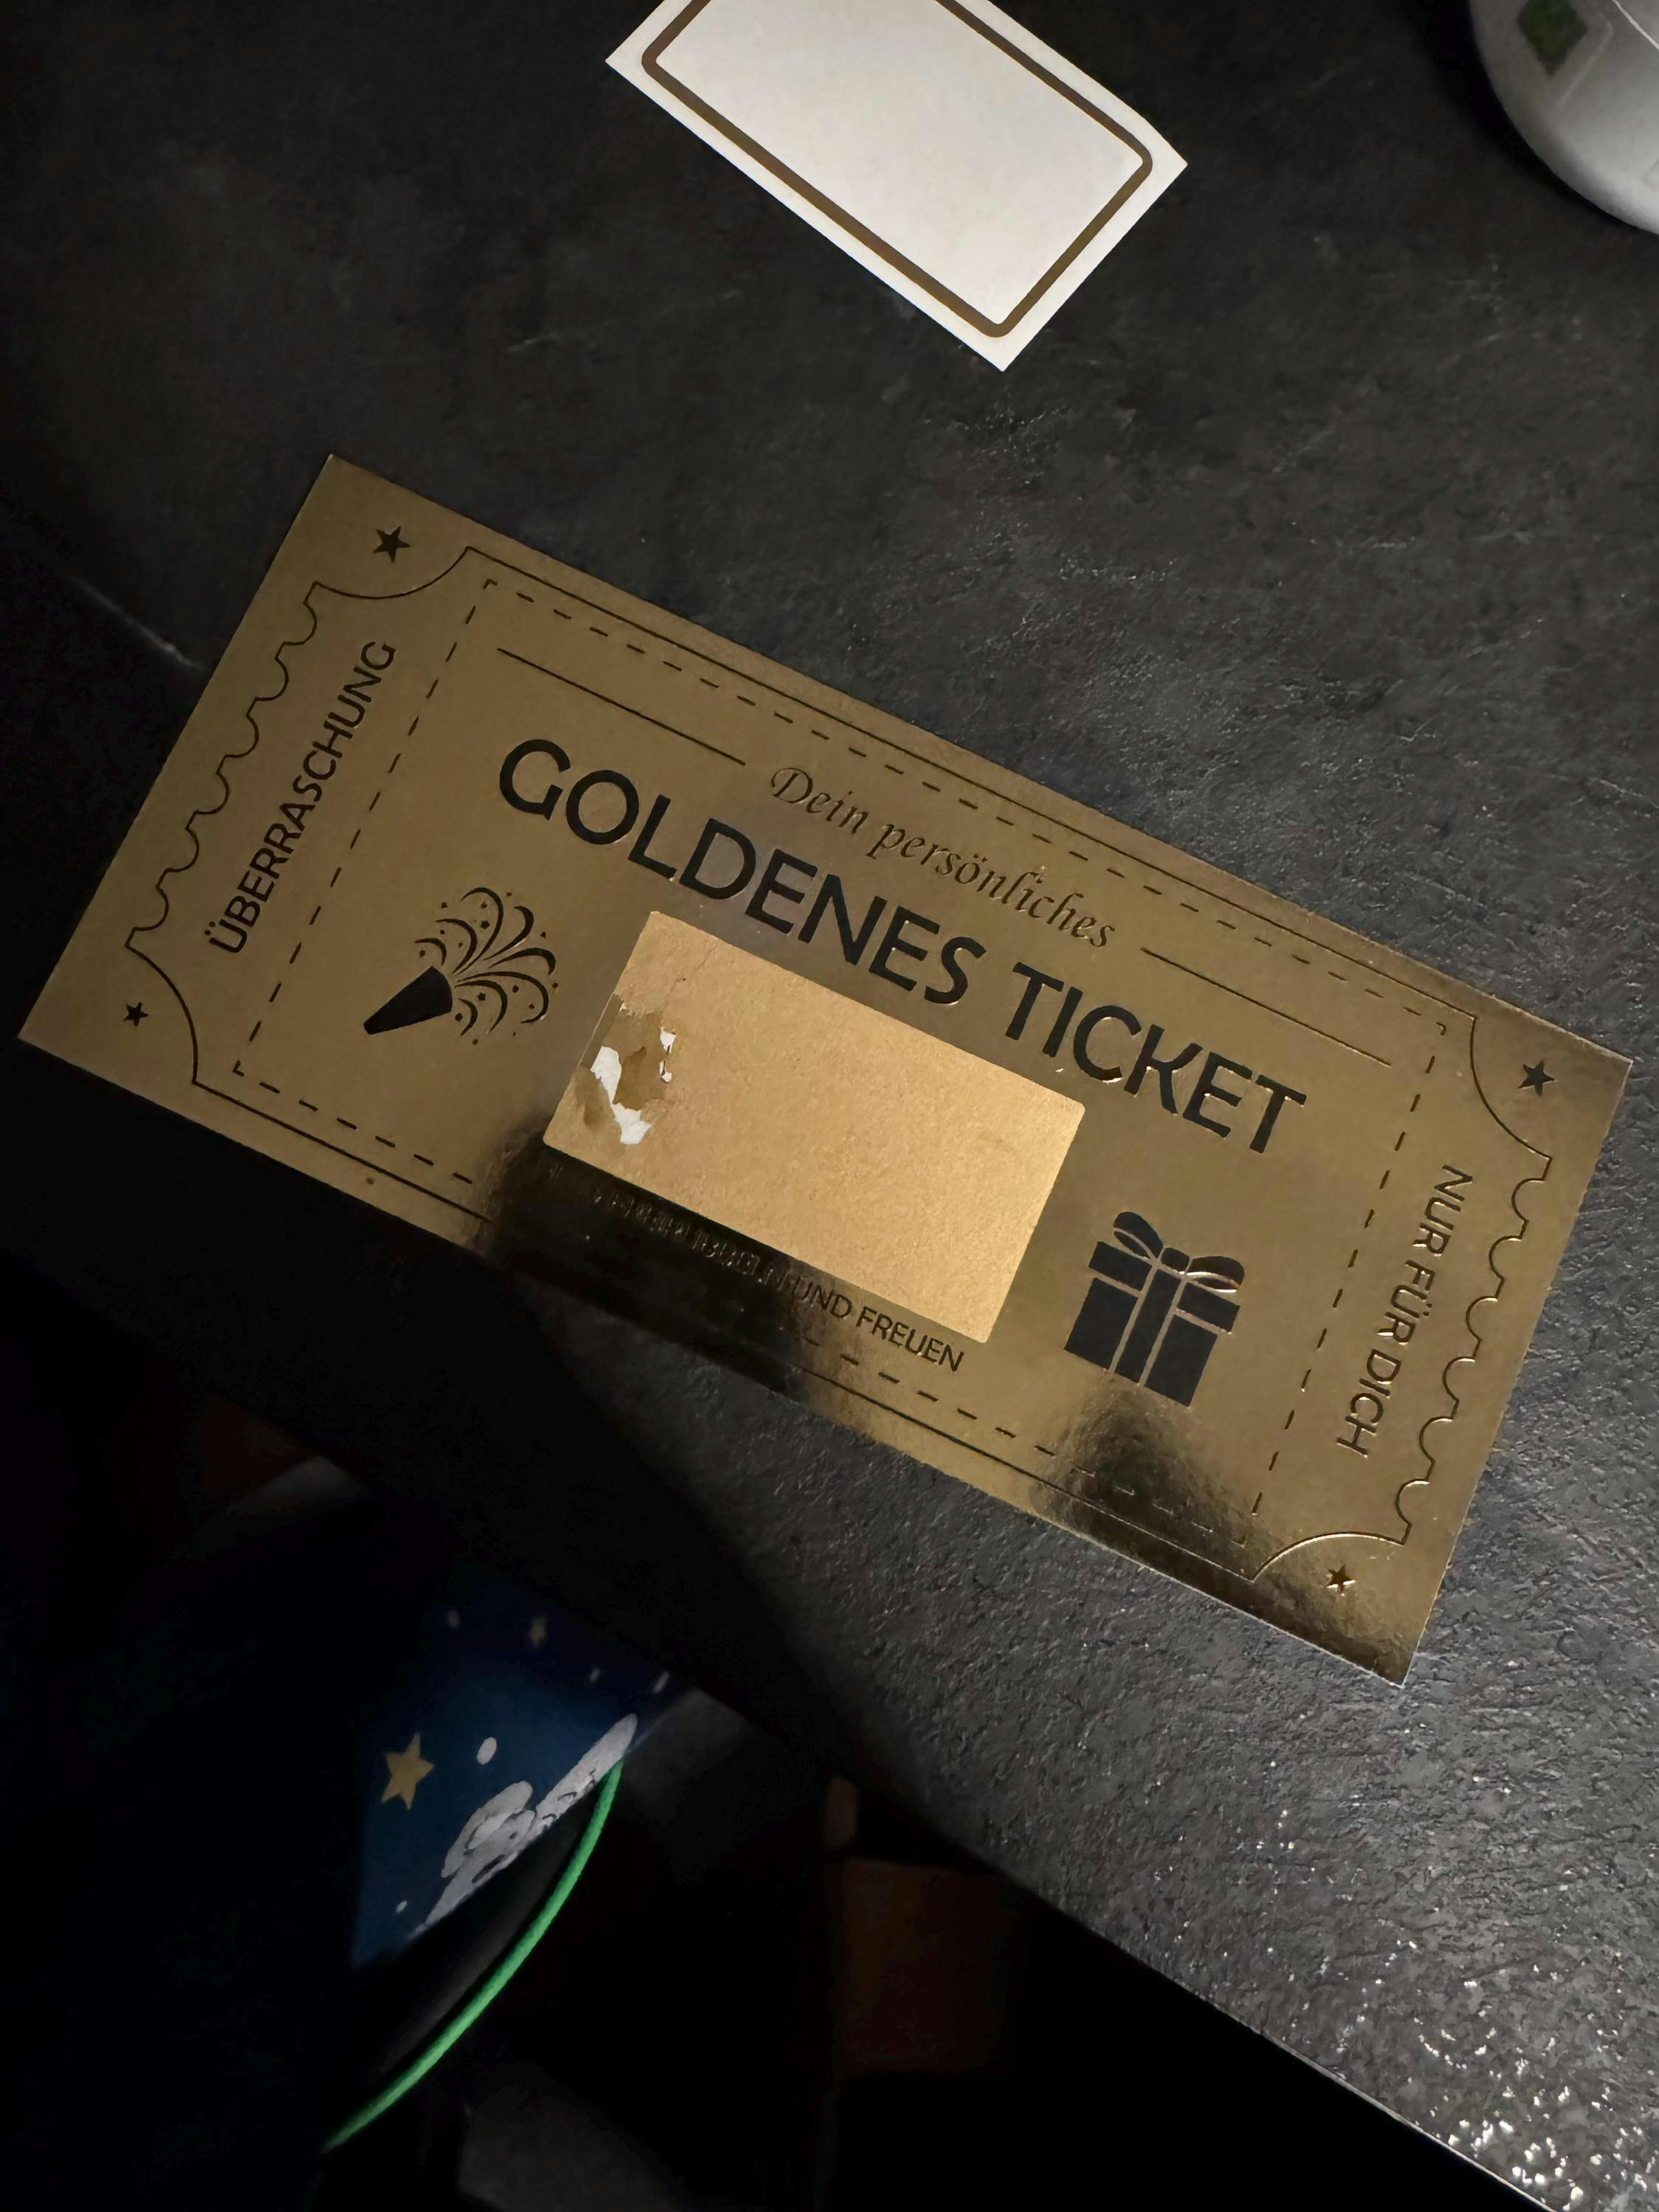 ÜBERRASCHUNG
Dein persönliches
GOLDENES TICKET
UND FREUEN
NUR FÜR DICH